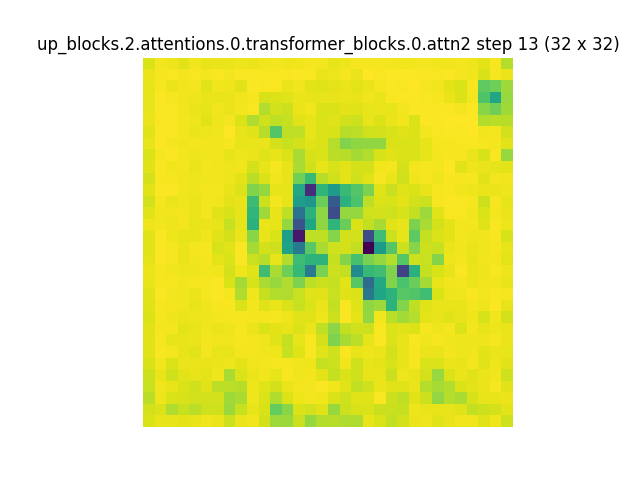 up_blocks.2.attentions.0.transformer_blocks.0.attn2 step 13 (32 x 32)